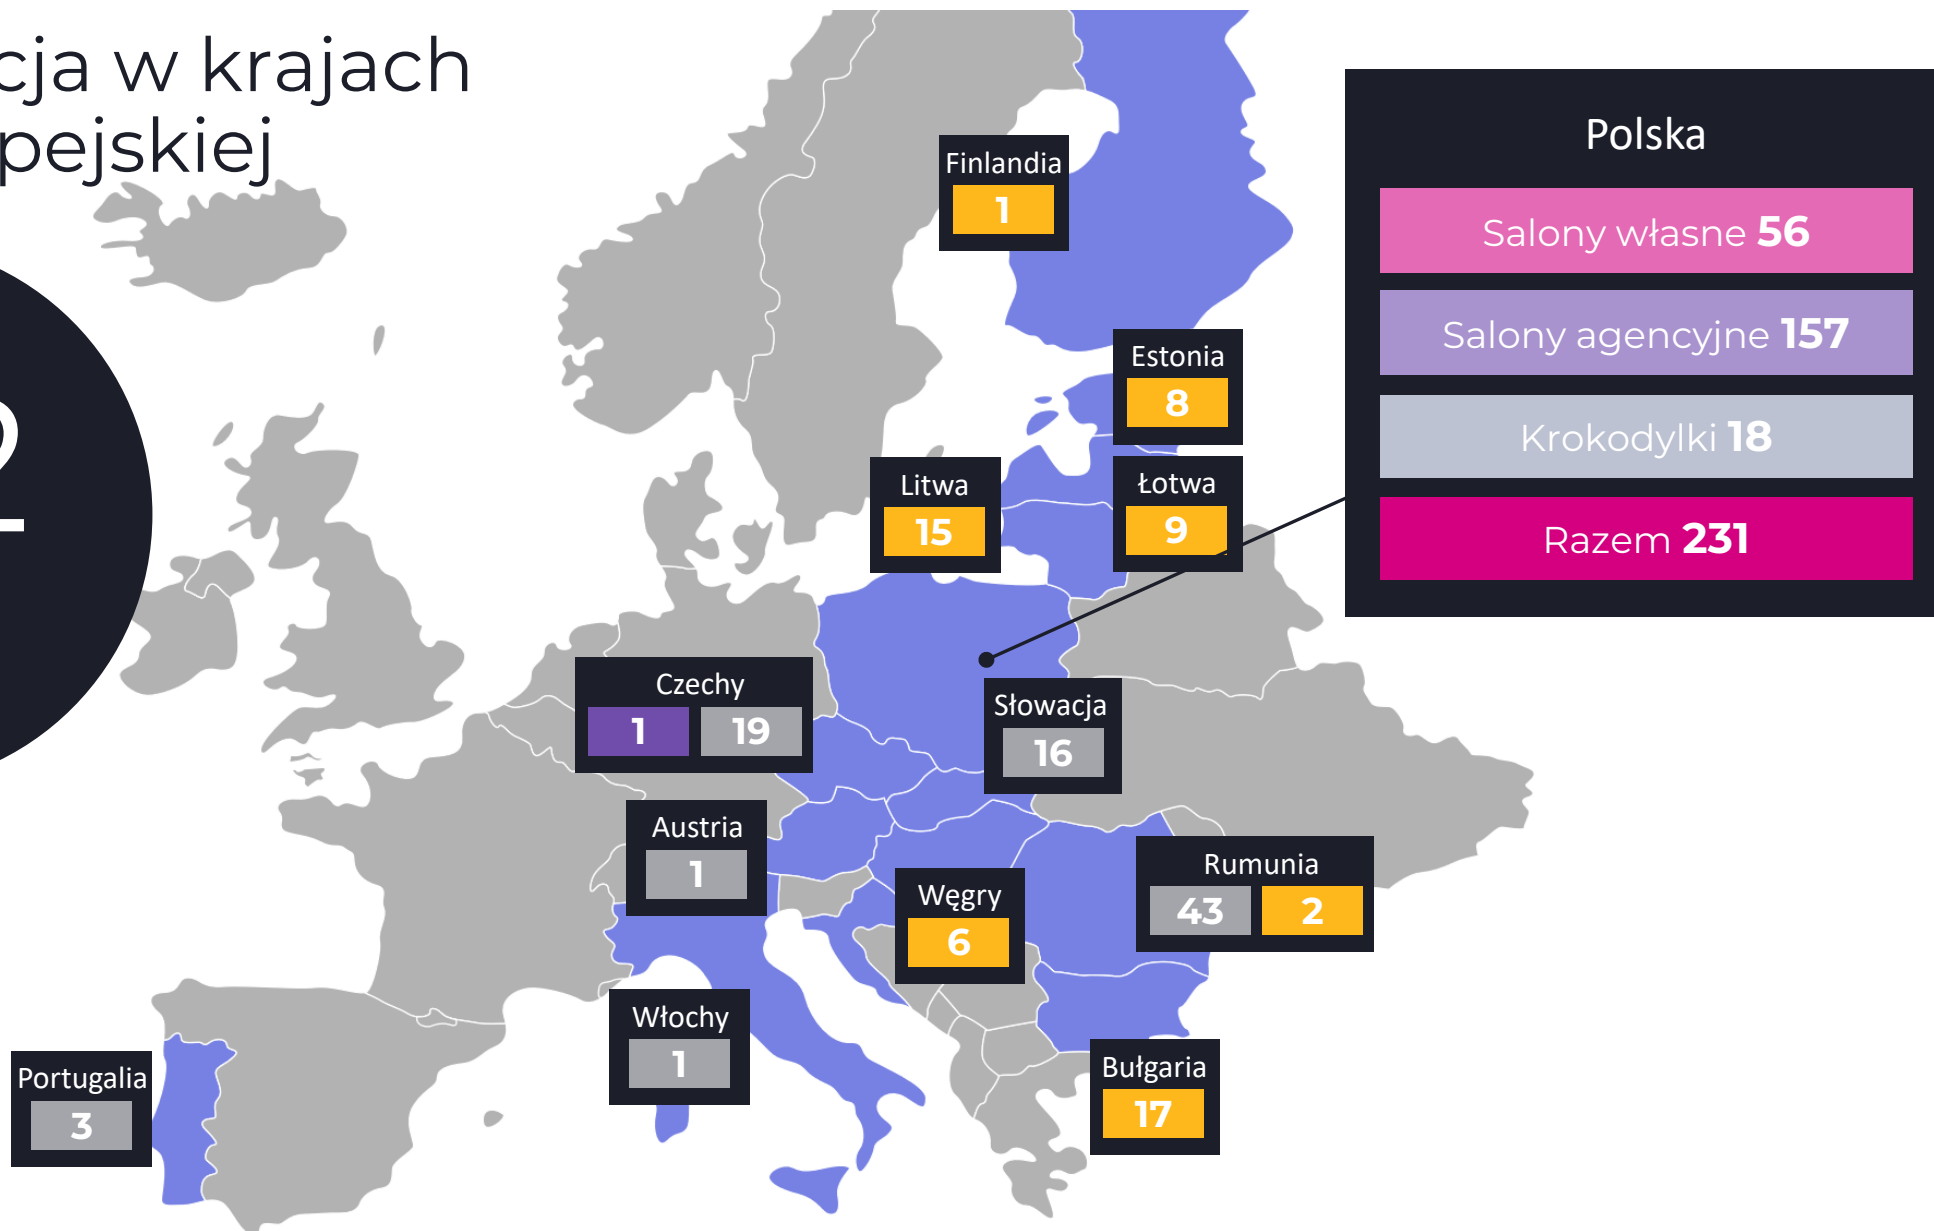 w krajach
Finlandia
1
Estonia
8
Litwa
15
Łotwa
9
Polska
Salony własne 56
Salony agencyjne 157
Krokodylki 18
Razem 231
Czechy
1 19
Słowacja
16
Austria
1
Węgry
6
Rumunia
43 2
Włochy
1
Portugalia
3
Bułgaria
17